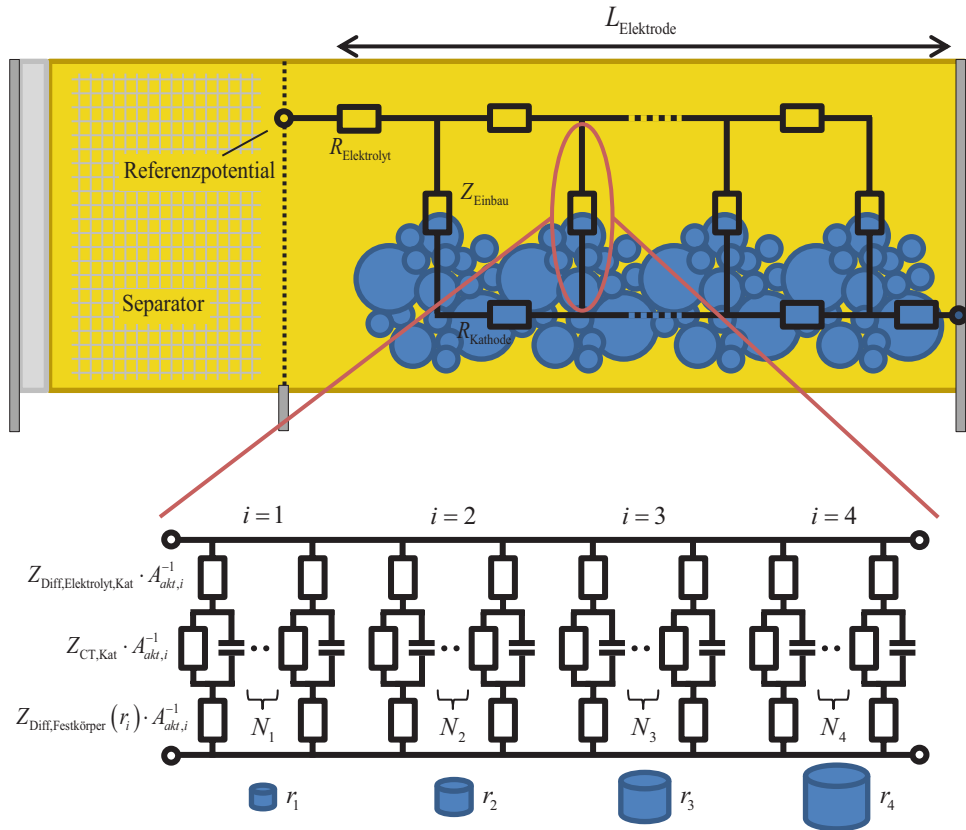 L_Elektrode
R_Elektrolyt
Referenzpotential
Z_Einbau
Separator
R_Kathode
i = 1 i = 2 i = 3 i = 4
Z_Diff,Elektrolyt,Kat · A_akt,i^-1
Z_CT,Kat · A_akt,i^-1
Z_Diff,Festkörper (r_i) · A_akt,i^-1
N_1 N_2 N_3 N_4
r_1 r_2 r_3 r_4